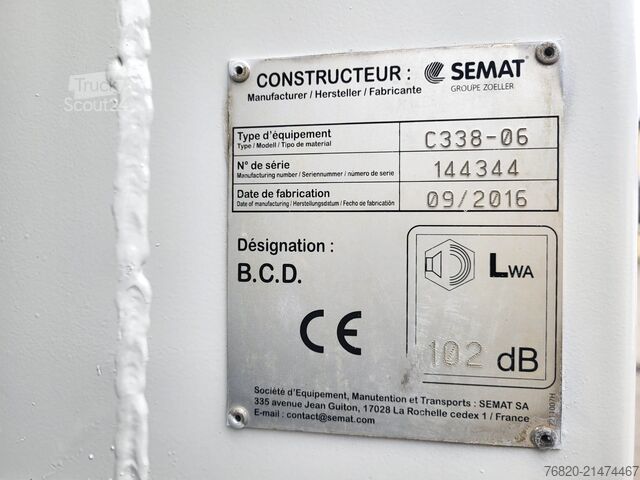 Truck
Scout24
CONSTRUCTEUR : SEMAT
Manufacturer / Hersteller / Fabricante
GROUPE ZOELLER
Type d'équipement C338-06
Type / Modell / Tipo de material
N° de série 144344
Manufacturing number / Seriennummer / número de serie
Date de fabrication 09/2016
Date of manufacturing / Herstellungsdatum / Fecho de fabricatión
Désignation :
B.C.D.
LWA
CE
102 dB
Société d'Equipement, Manutention et Transports : SEMAT SA
335 avenue Jean Guiton, 17028 La Rochelle cedex 1 / France
E-mail : contact@semat.com
76820-21474467